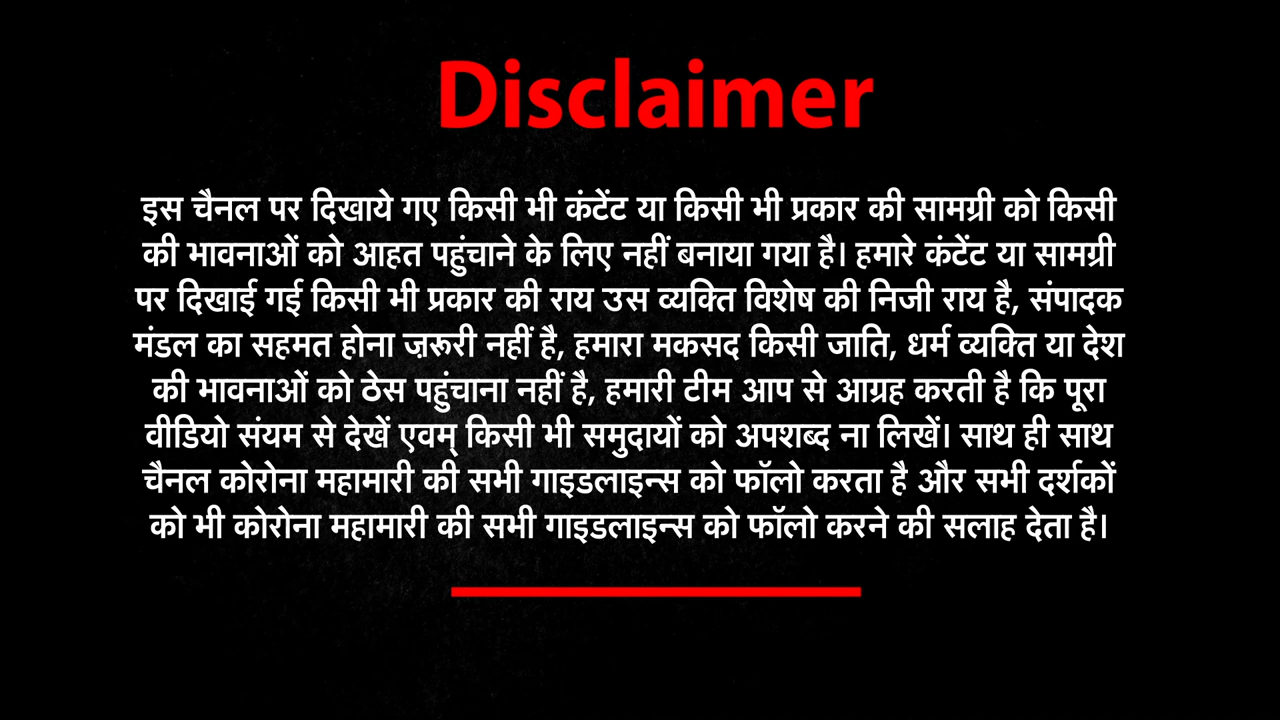 Disclaimer
इस चैनल पर दिखाये गए किसी भी कंटेंट या किसी भी प्रकार की सामग्री को किसी
की भावनाओं को आहत पहुंचाने के लिए नहीं बनाया गया है। हमारे कंटेंट या सामग्री
पर दिखाई गई किसी भी प्रकार की राय उस व्यक्ति विशेष की निजी राय है, संपादक
मंडल का सहमत होना ज़रूरी नहीं है, हमारा मकसद किसी जाति, धर्म व्यक्ति या देश
की भावनाओं को ठेस पहुंचाना नहीं है, हमारी टीम आप से आग्रह करती है कि पूरा
वीडियो संयम से देखें एवम् किसी भी समुदायों को अपशब्द ना लिखें। साथ ही साथ
चैनल कोरोना महामारी की सभी गाइडलाइन्स को फॉलो करता है और सभी दर्शकों
को भी कोरोना महामारी की सभी गाइडलाइन्स को फॉलो करने की सलाह देता है।